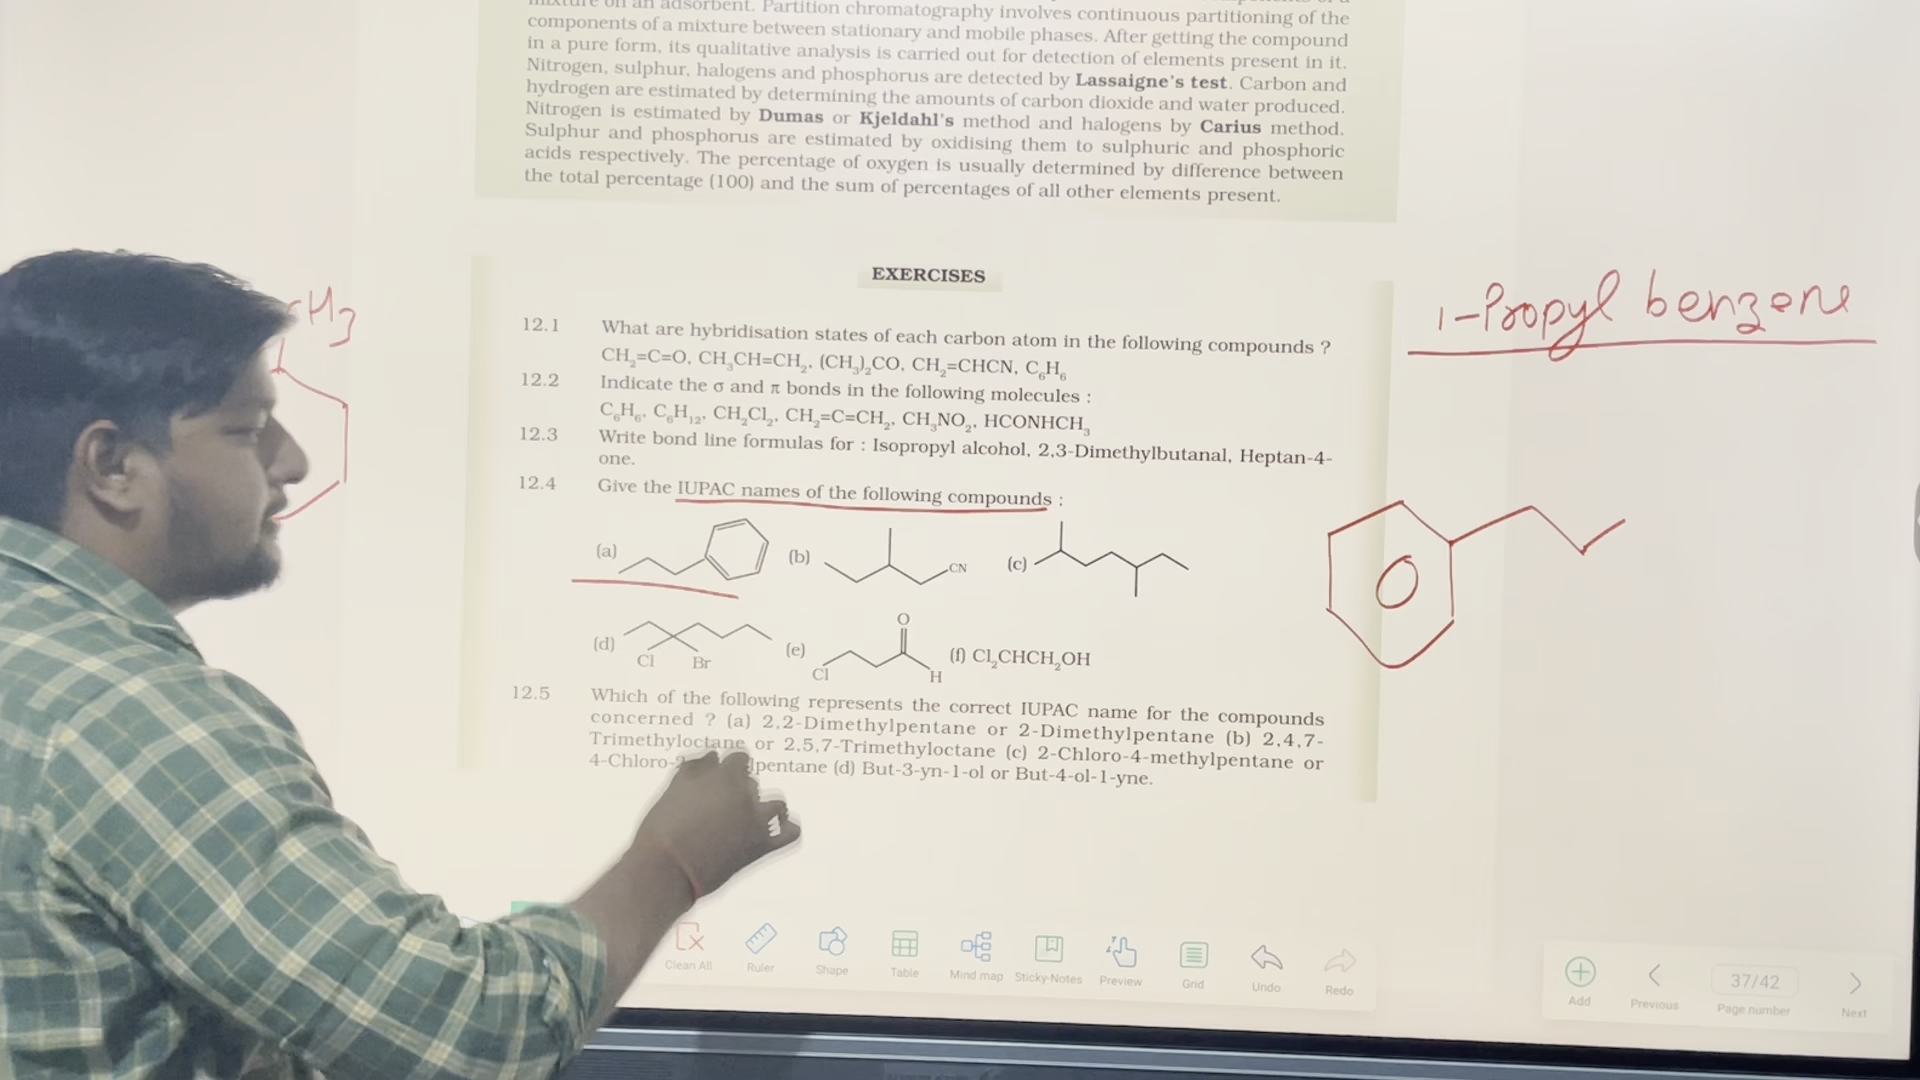 on an adsorbent. Partition chromatography involves continuous partitioning of the
components of a mixture between stationary and mobile phases. After getting the compound
in a pure form, its qualitative analysis is carried out for detection of elements present in it.
Nitrogen, sulphur, halogens and phosphorus are detected by Lassaigne's test. Carbon and
hydrogen are estimated by determining the amounts of carbon dioxide and water produced.
Nitrogen is estimated by Dumas or Kjeldahl's method and halogens by Carius method.
Sulphur and phosphorus are estimated by oxidising them to sulphuric and phosphoric
acids respectively. The percentage of oxygen is usually determined by difference between
the total percentage (100) and the sum of percentages of all other elements present.
EXERCISES
1-Propyl benzene
CH3
12.1 What are hybridisation states of each carbon atom in the following compounds ?
CH₂=C=O, CH₃CH=CH₂, (CH₃)₂CO, CH₂=CHCN, C₆H₆
12.2 Indicate the σ and π bonds in the following molecules :
C₆H₆, C₆H₁₂, CH₂Cl₂, CH₂=C=CH₂, CH₃NO₂, HCONHCH₃
12.3 Write bond line formulas for : Isopropyl alcohol, 2,3-Dimethylbutanal, Heptan-4-
one.
12.4 Give the IUPAC names of the following compounds :
(a) (b) CN (c)
(d) Cl Br (e) O Cl H (f) Cl₂CHCH₂OH
12.5 Which of the following represents the correct IUPAC name for the compounds
concerned ? (a) 2,2-Dimethylpentane or 2-Dimethylpentane (b) 2,4,7-
Trimethyloctane or 2,5,7-Trimethyloctane (c) 2-Chloro-4-methylpentane or
4-Chloro-2 lpentane (d) But-3-yn-1-ol or But-4-ol-1-yne.
Clean All Ruler Shape Table Mind map Sticky-Notes Preview Grid Undo Redo
Add Previous 37/42 Page number Next